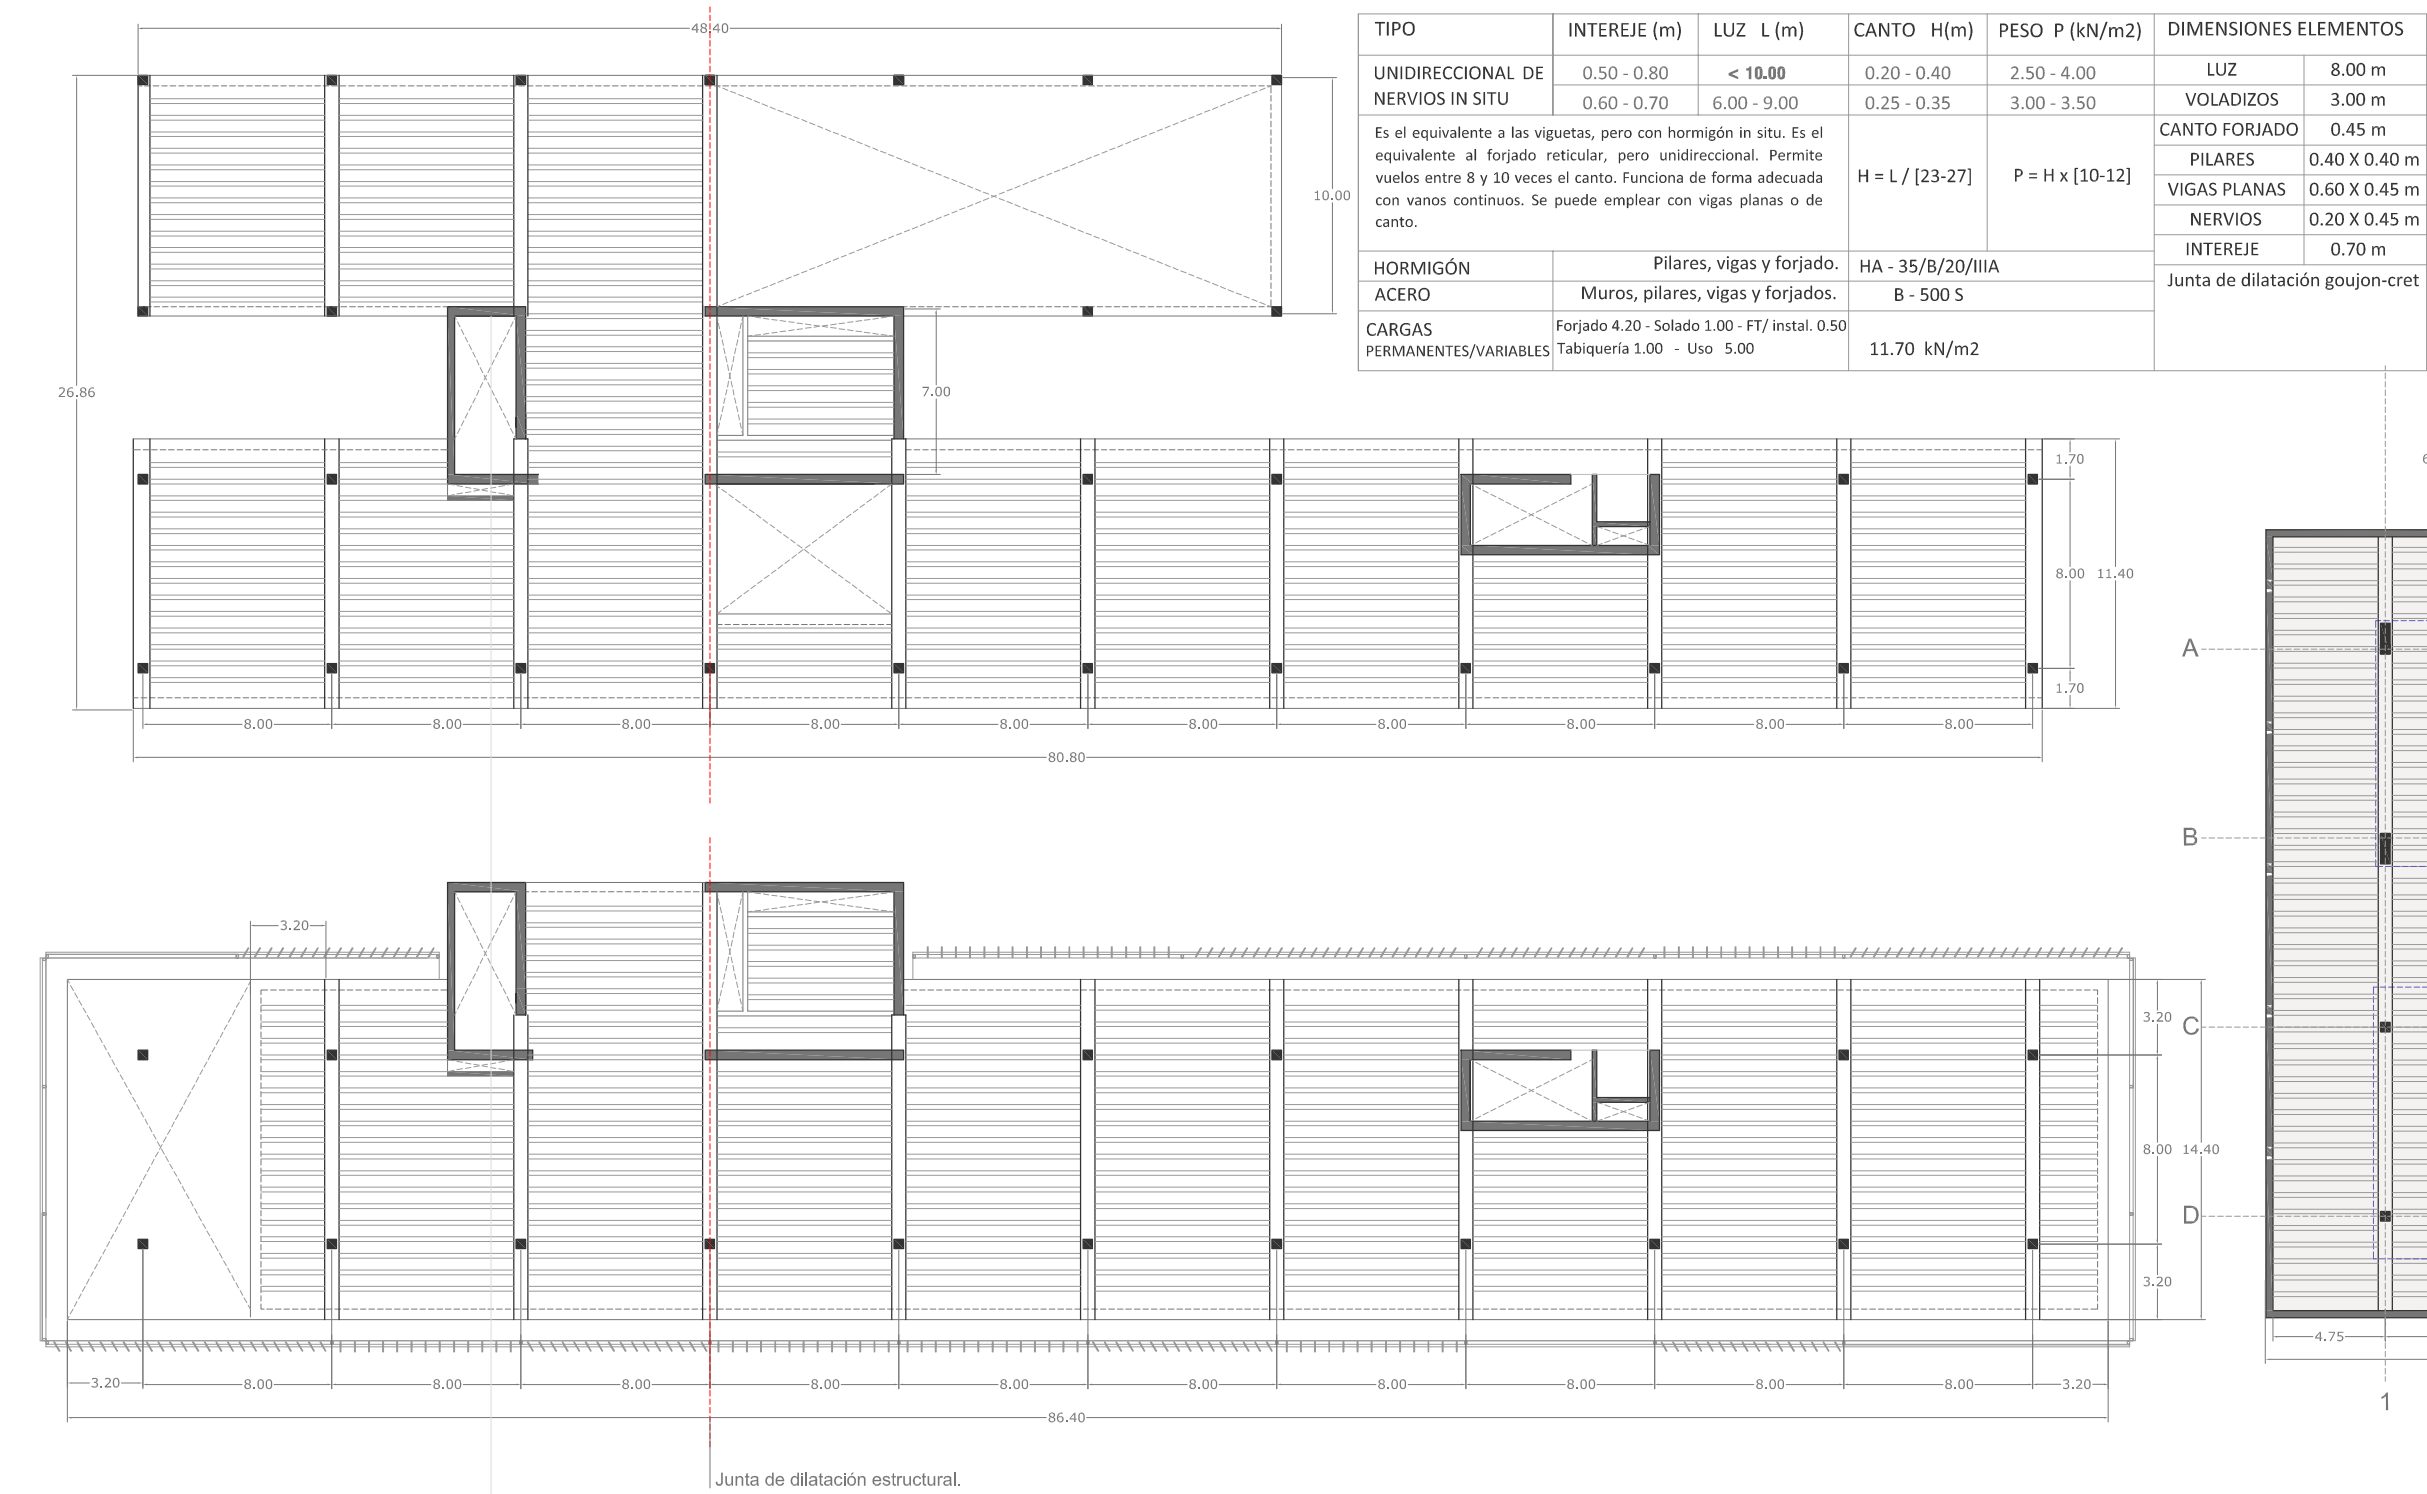 48.40
26.86
10.00
7.00
1.70
8.00 11.40
1.70
8.00 8.00 8.00 8.00 8.00 8.00 8.00 8.00 8.00 8.00
80.80
TIPO INTEREJE (m) LUZ L (m) CANTO H(m) PESO P (kN/m2) DIMENSIONES ELEMENTOS
UNIDIRECCIONAL DE NERVIOS IN SITU
0.50 - 0.80 < 10.00 0.20 - 0.40 2.50 - 4.00
0.60 - 0.70 6.00 - 9.00 0.25 - 0.35 3.00 - 3.50
Es el equivalente a las viguetas, pero con hormigón in situ. Es el
equivalente al forjado reticular, pero unidireccional. Permite
vuelos entre 8 y 10 veces el canto. Funciona de forma adecuada
con vanos continuos. Se puede emplear con vigas planas o de
canto.
H = L / [23-27] P = H x [10-12]
HORMIGÓN Pilares, vigas y forjado. HA - 35/B/20/IIIA
ACERO Muros, pilares, vigas y forjados. B - 500 S
CARGAS
PERMANENTES/VARIABLES
Forjado 4.20 - Solado 1.00 - FT/ instal. 0.50
Tabiquería 1.00 - Uso 5.00
11.70 kN/m2
LUZ 8.00 m
VOLADIZOS 3.00 m
CANTO FORJADO 0.45 m
PILARES 0.40 X 0.40 m
VIGAS PLANAS 0.60 X 0.45 m
NERVIOS 0.20 X 0.45 m
INTEREJE 0.70 m
Junta de dilatación goujon-cret
A
B
C
D
4.75
1
3.20
3.20
8.00 14.40
3.20
3.20 8.00 8.00 8.00 8.00 8.00 8.00 8.00 8.00 8.00 8.00 3.20
86.40
Junta de dilatación estructural.